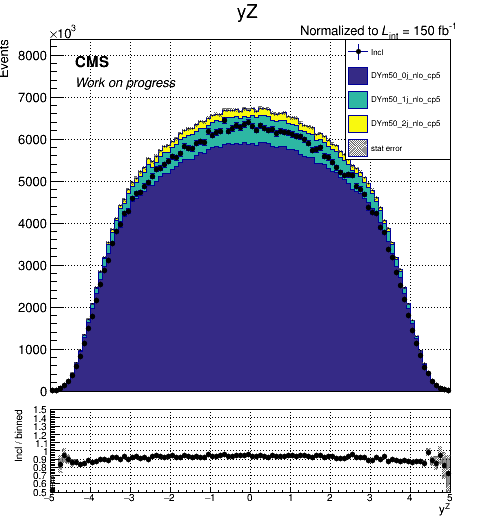 yZ
Normalized to L_int = 150 fb^-1
×10^3
Events
CMS
Work on progress
Incl
DYm50_0j_nlo_cp5
DYm50_1j_nlo_cp5
DYm50_2j_nlo_cp5
stat error
8000
7000
6000
5000
4000
3000
2000
1000
0
Incl / binned
1.5
1.4
1.3
1.2
1.1
1
0.9
0.8
0.7
0.6
0.5
−5 −4 −3 −2 −1 0 1 2 3 4 5
y^Z